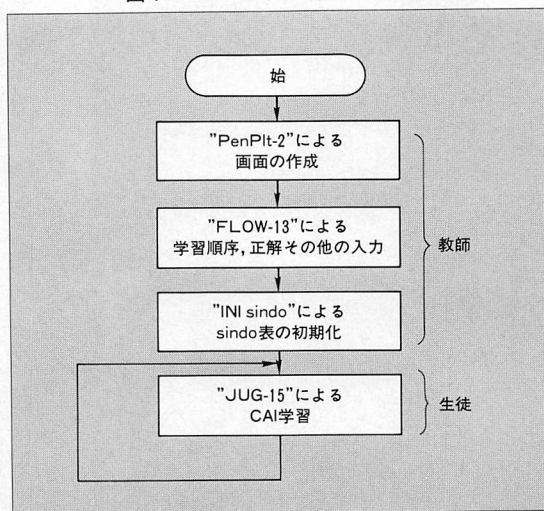 始
"PenPlt-2"による
画面の作成
"FLOW-13"による
学習順序，正解その他の入力
教師
"INI sindo"による
sindo表の初期化
"JUG-15"による
CAI学習
生徒